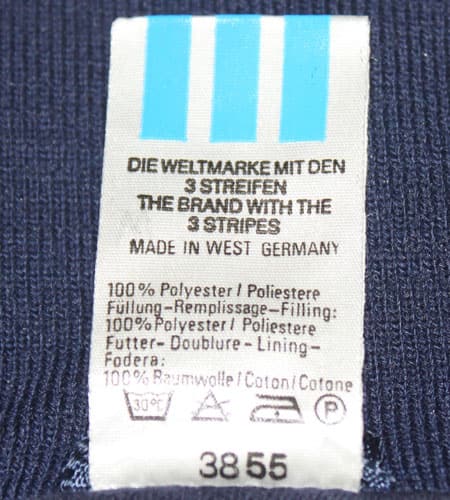 DIE WELTMARKE MIT DEN
3 STREIFEN
THE BRAND WITH THE
3 STRIPES
MADE IN WEST GERMANY
100% Polyester / Poliestere
Füllung-Remplissage-Filling:
100% Polyester / Poliestere
Futter- Doublure - Lining-
Fodera:
100% Baumwolle / Coton / Cotone
30°C P
3855